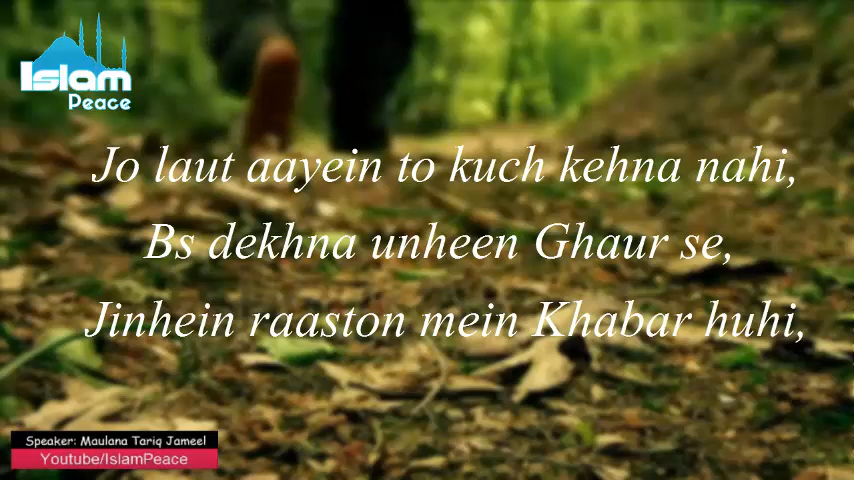 Islam
Peace
Jo laut aayein to kuch kehna nahi,
Bs dekhna unheen Ghaur se,
Jinhein raaston mein Khabar huhi,
Speaker: Maulana Tariq Jameel
Youtube/IslamPeace